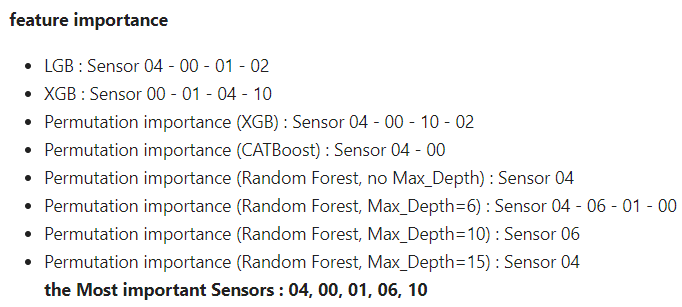 feature importance
LGB : Sensor 04 - 00 - 01 - 02
XGB : Sensor 00 - 01 - 04 - 10
Permutation importance (XGB) : Sensor 04 - 00 - 10 - 02
Permutation importance (CATBoost) : Sensor 04 - 00
Permutation importance (Random Forest, no Max_Depth) : Sensor 04
Permutation importance (Random Forest, Max_Depth=6) : Sensor 04 - 06 - 01 - 00
Permutation importance (Random Forest, Max_Depth=10) : Sensor 06
Permutation importance (Random Forest, Max_Depth=15) : Sensor 04
the Most important Sensors : 04, 00, 01, 06, 10